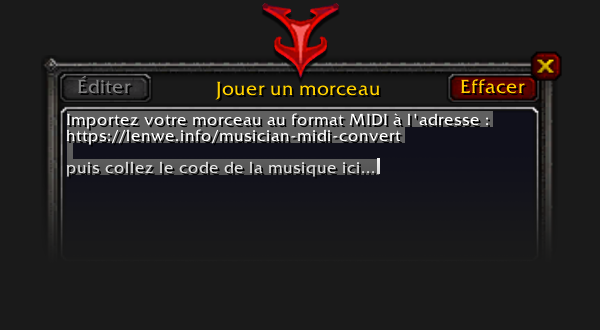 Jouer un morceau
Éditer
Effacer
Importez votre morceau au format MIDI à l'adresse :
https://lenwe.info/musician-midi-convert
puis collez le code de la musique ici...